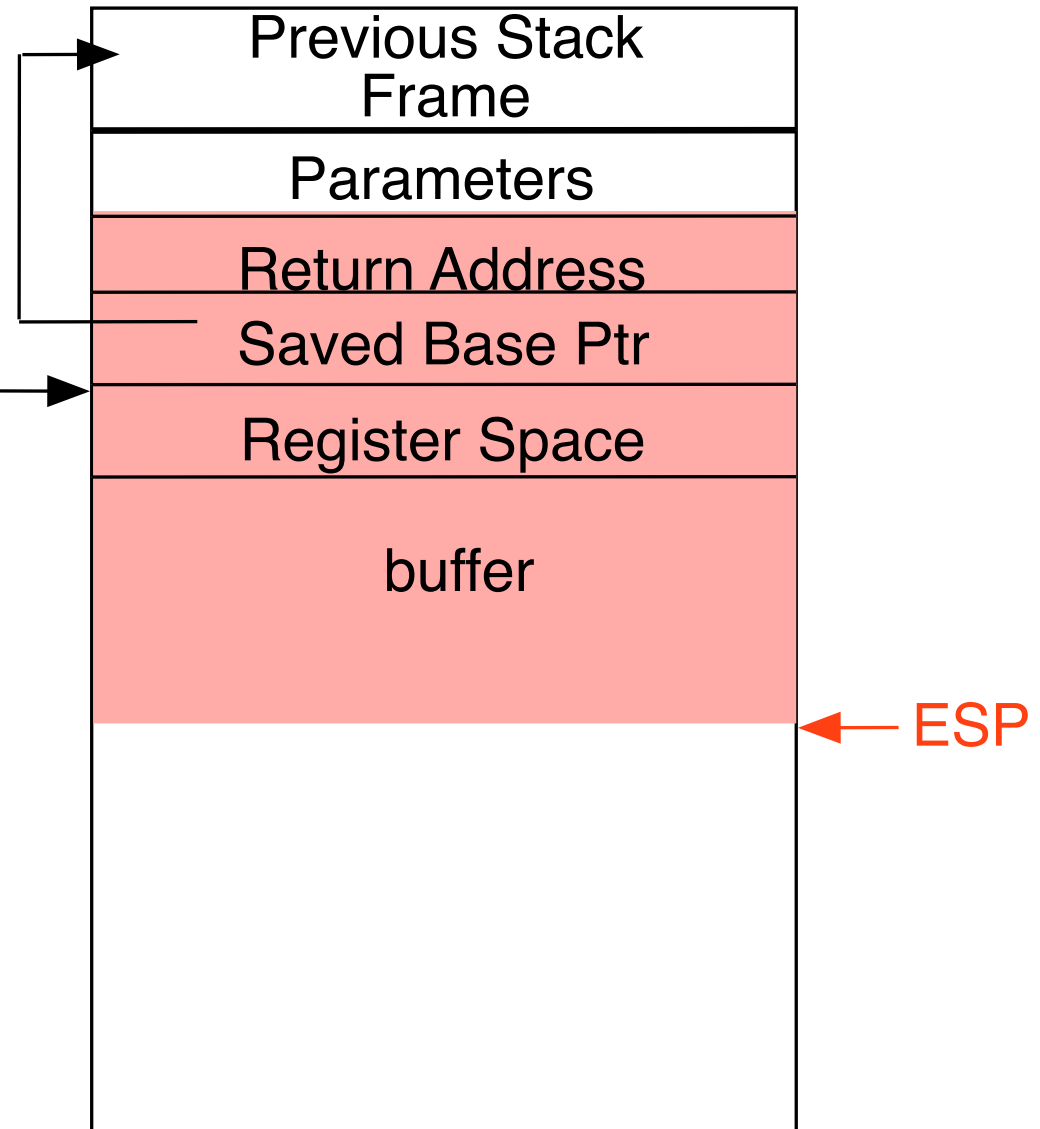 Previous Stack
Frame
Parameters
Return Address
Saved Base Ptr
Register Space
buffer
ESP